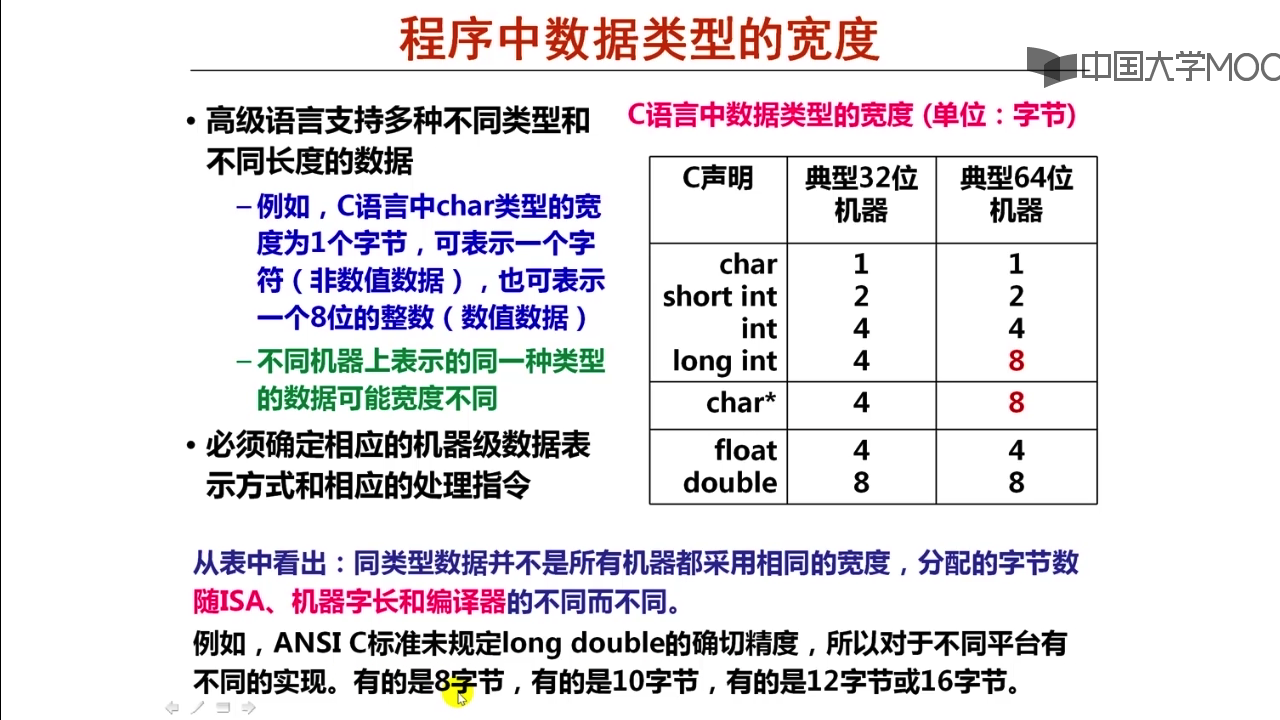 程序中数据类型的宽度
中国大学MOO
• 高级语言支持多种不同类型和
不同长度的数据
– 例如，C语言中char类型的宽
度为1个字节，可表示一个字
符（非数值数据），也可表示
一个8位的整数（数值数据）
– 不同机器上表示的同一种类型
的数据可能宽度不同
• 必须确定相应的机器级数据表
示方式和相应的处理指令
C语言中数据类型的宽度 (单位：字节)
C声明 典型32位机器 典型64位机器
char 1 1
short int 2 2
int 4 4
long int 4 8
char* 4 8
float 4 4
double 8 8
从表中看出：同类型数据并不是所有机器都采用相同的宽度，分配的字节数
随ISA、机器字长和编译器的不同而不同。
例如，ANSI C标准未规定long double的确切精度，所以对于不同平台有
不同的实现。有的是8字节，有的是10字节，有的是12字节或16字节。